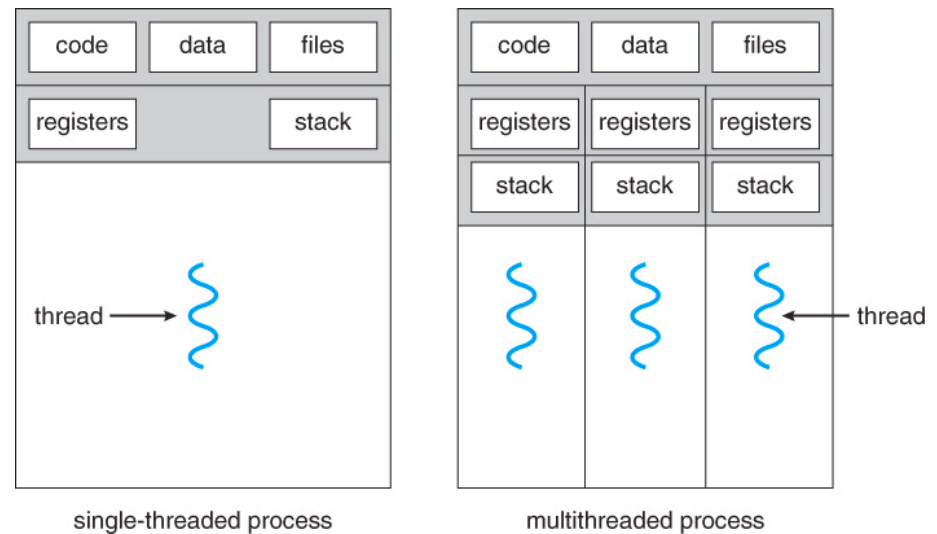 code data files
registers stack
thread
single-threaded process
code data files
registers registers registers
stack stack stack
thread
multithreaded process